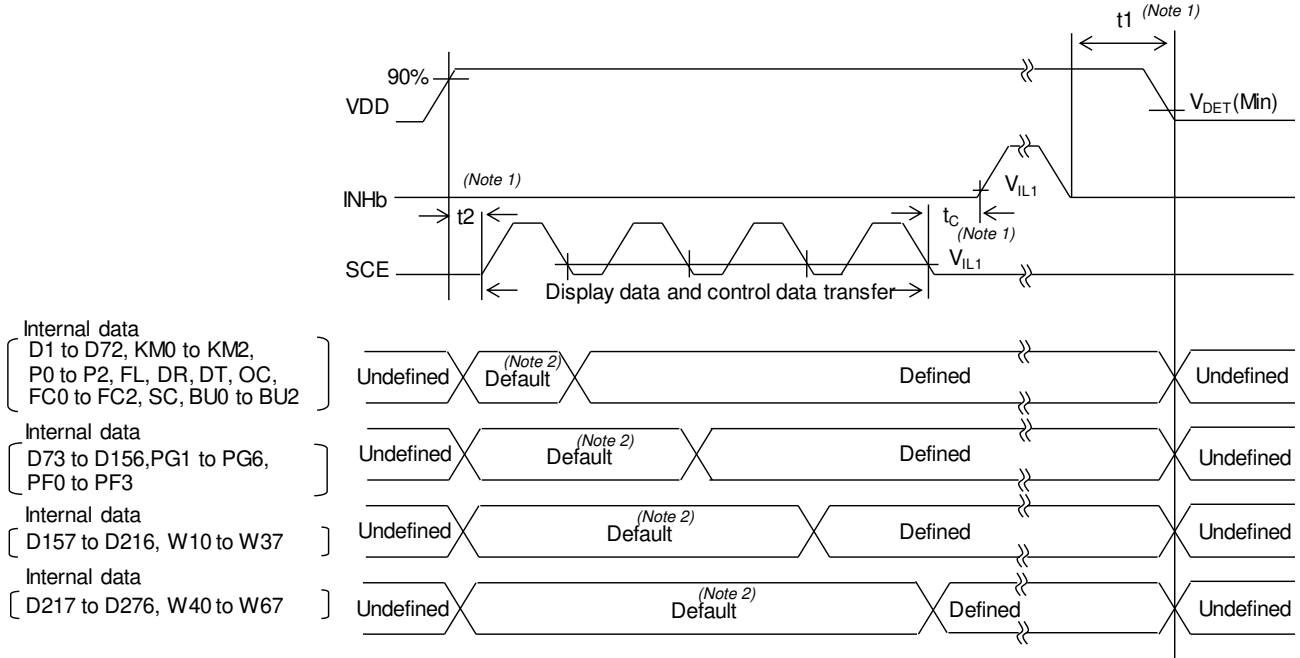 t1 (Note 1)
90%
VDD
VDET(Min)
(Note 1)
INHb
VIL1
t2
tC
(Note 1)
SCE
VIL1
Display data and control data transfer
Internal data
D1 to D72, KM0 to KM2,
P0 to P2, FL, DR, DT, OC,
FC0 to FC2, SC, BU0 to BU2
Undefined
(Note 2)
Default
Defined
Undefined
Internal data
D73 to D156,PG1 to PG6,
PF0 to PF3
Undefined
(Note 2)
Default
Defined
Undefined
Internal data
D157 to D216, W10 to W37
Undefined
(Note 2)
Default
Defined
Undefined
Internal data
D217 to D276, W40 to W67
Undefined
(Note 2)
Default
Defined
Undefined